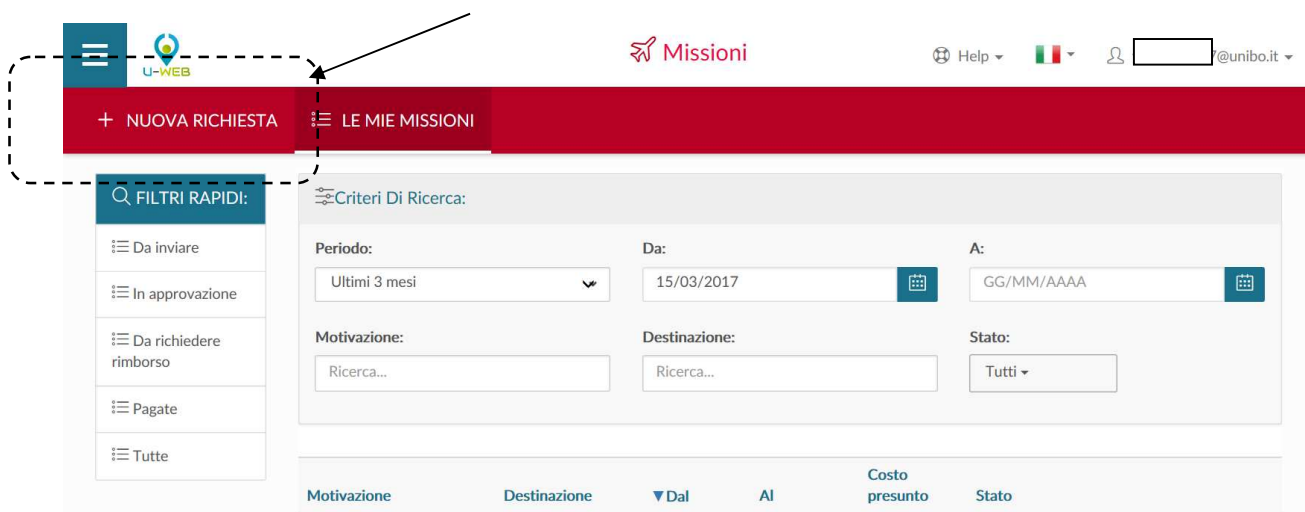 U-WEB
Missioni
Help
@unibo.it
+ NUOVA RICHIESTA
LE MIE MISSIONI
FILTRI RAPIDI:
Da inviare
In approvazione
Da richiedere
rimborso
Pagate
Tutte
Criteri Di Ricerca:
Periodo: Da: A:
Ultimi 3 mesi 15/03/2017 GG/MM/AAAA
Motivazione: Destinazione: Stato:
Ricerca... Ricerca... Tutti
Motivazione Destinazione Dal Al Costo presunto Stato